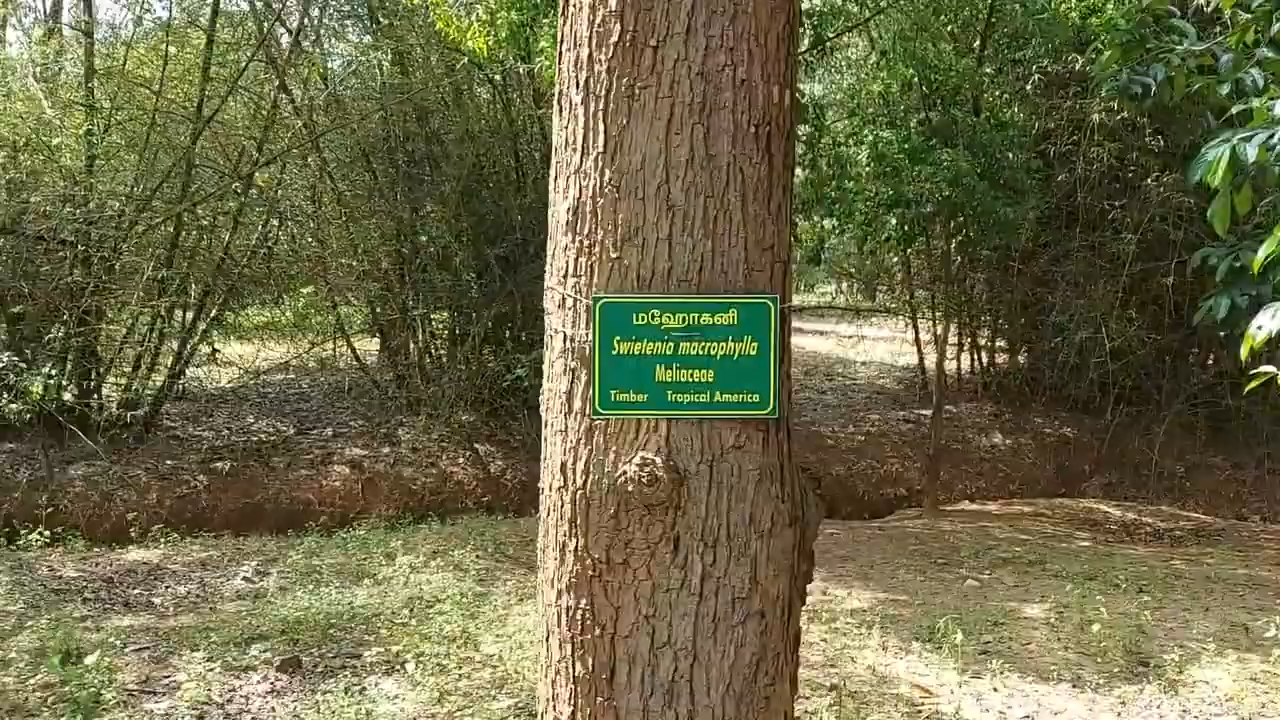 மஹோகனி
Swietenia macrophylla
Meliaceae
Timber Tropical America